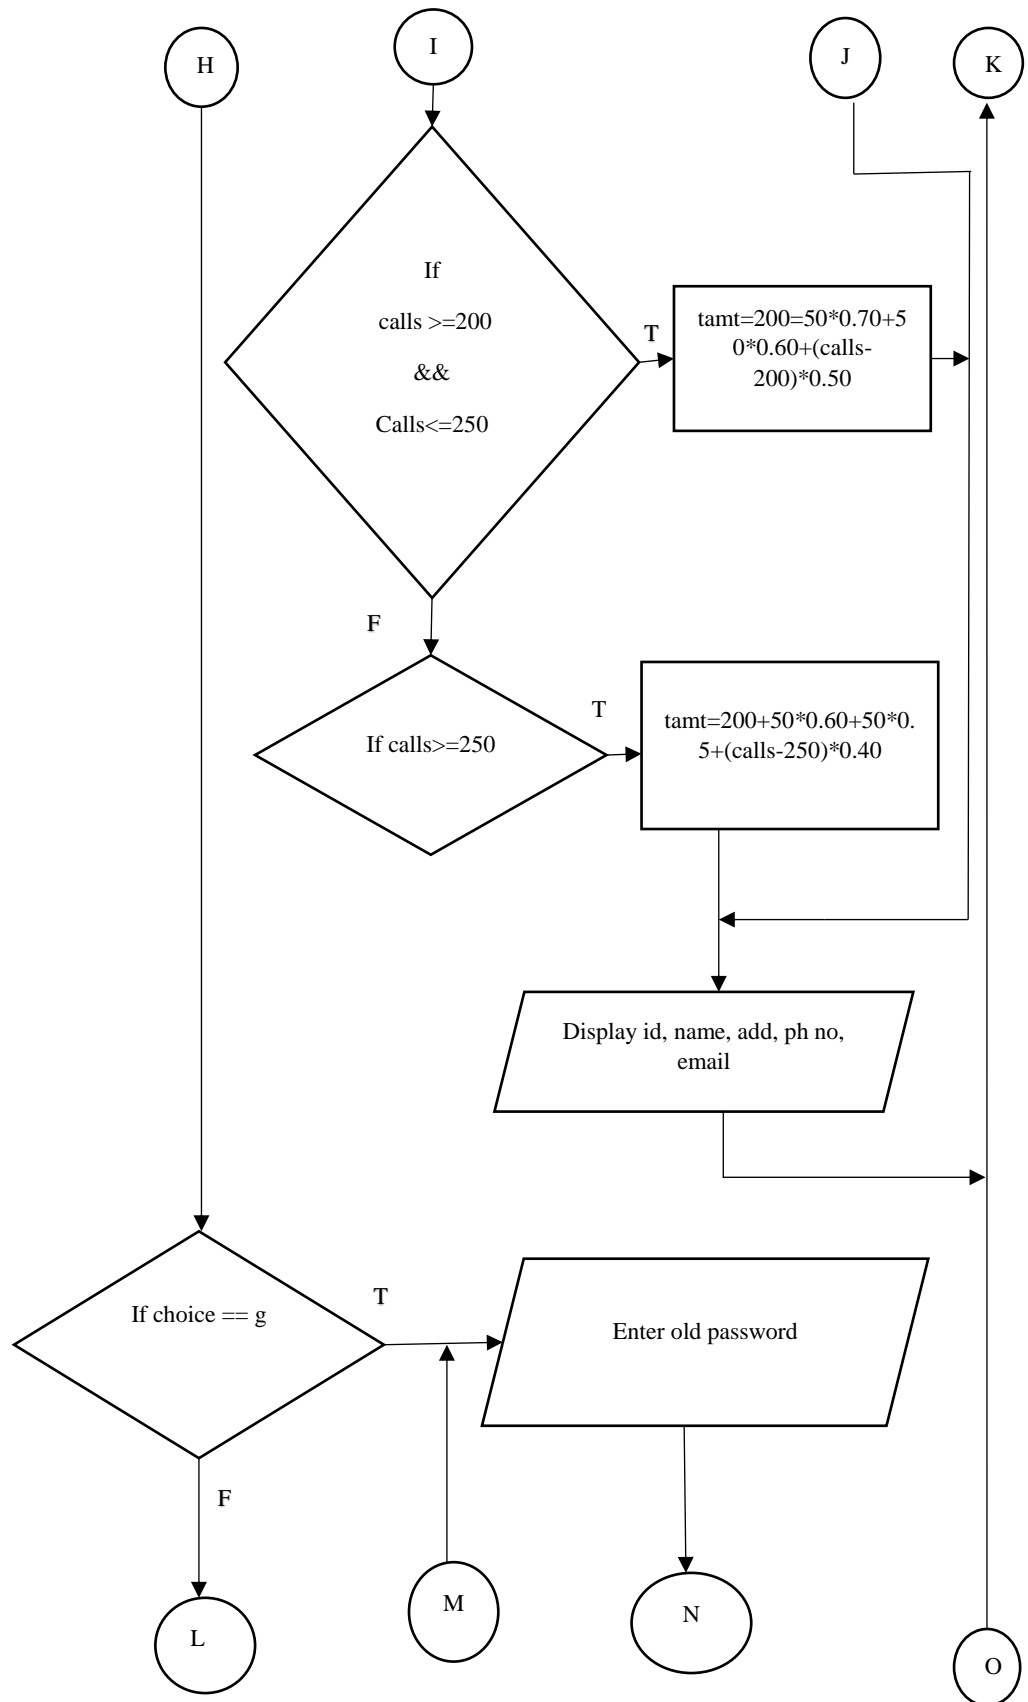 H
I
J
K
If
calls >=200
&&
Calls<=250
T
tamt=200=50*0.70+5
0*0.60+(calls-
200)*0.50
F
If calls>=250
T
tamt=200+50*0.60+50*0.
5+(calls-250)*0.40
Display id, name, add, ph no,
email
If choice == g
T
Enter old password
F
L
M
N
O